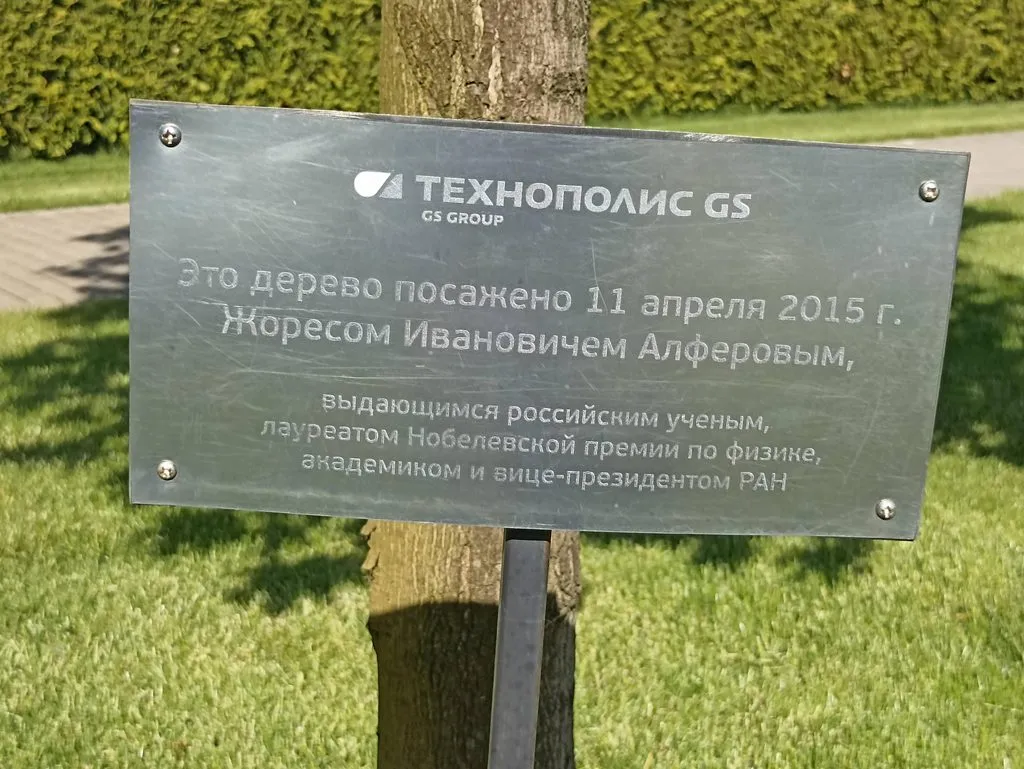 ТЕХНОПОЛИС GS
GS GROUP
Это дерево посажено 11 апреля 2015 г.
Жоресом Ивановичем Алферовым,
выдающимся российским ученым,
лауреатом Нобелевской премии по физике,
академиком и вице-президентом РАН